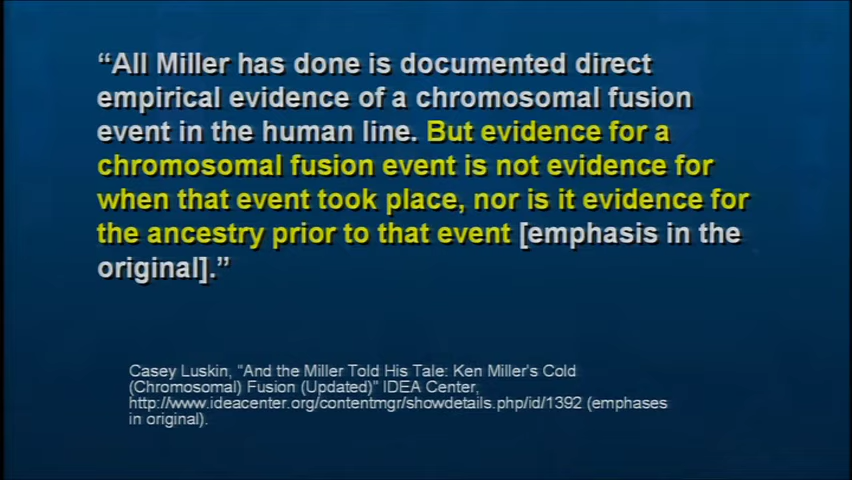 “All Miller has done is documented direct
empirical evidence of a chromosomal fusion
event in the human line. But evidence for a
chromosomal fusion event is not evidence for
when that event took place, nor is it evidence for
the ancestry prior to that event [emphasis in the
original].”
Casey Luskin, "And the Miller Told His Tale: Ken Miller's Cold
(Chromosomal) Fusion (Updated)" IDEA Center,
http://www.ideacenter.org/contentmgr/showdetails.php/id/1392 (emphases
in original).